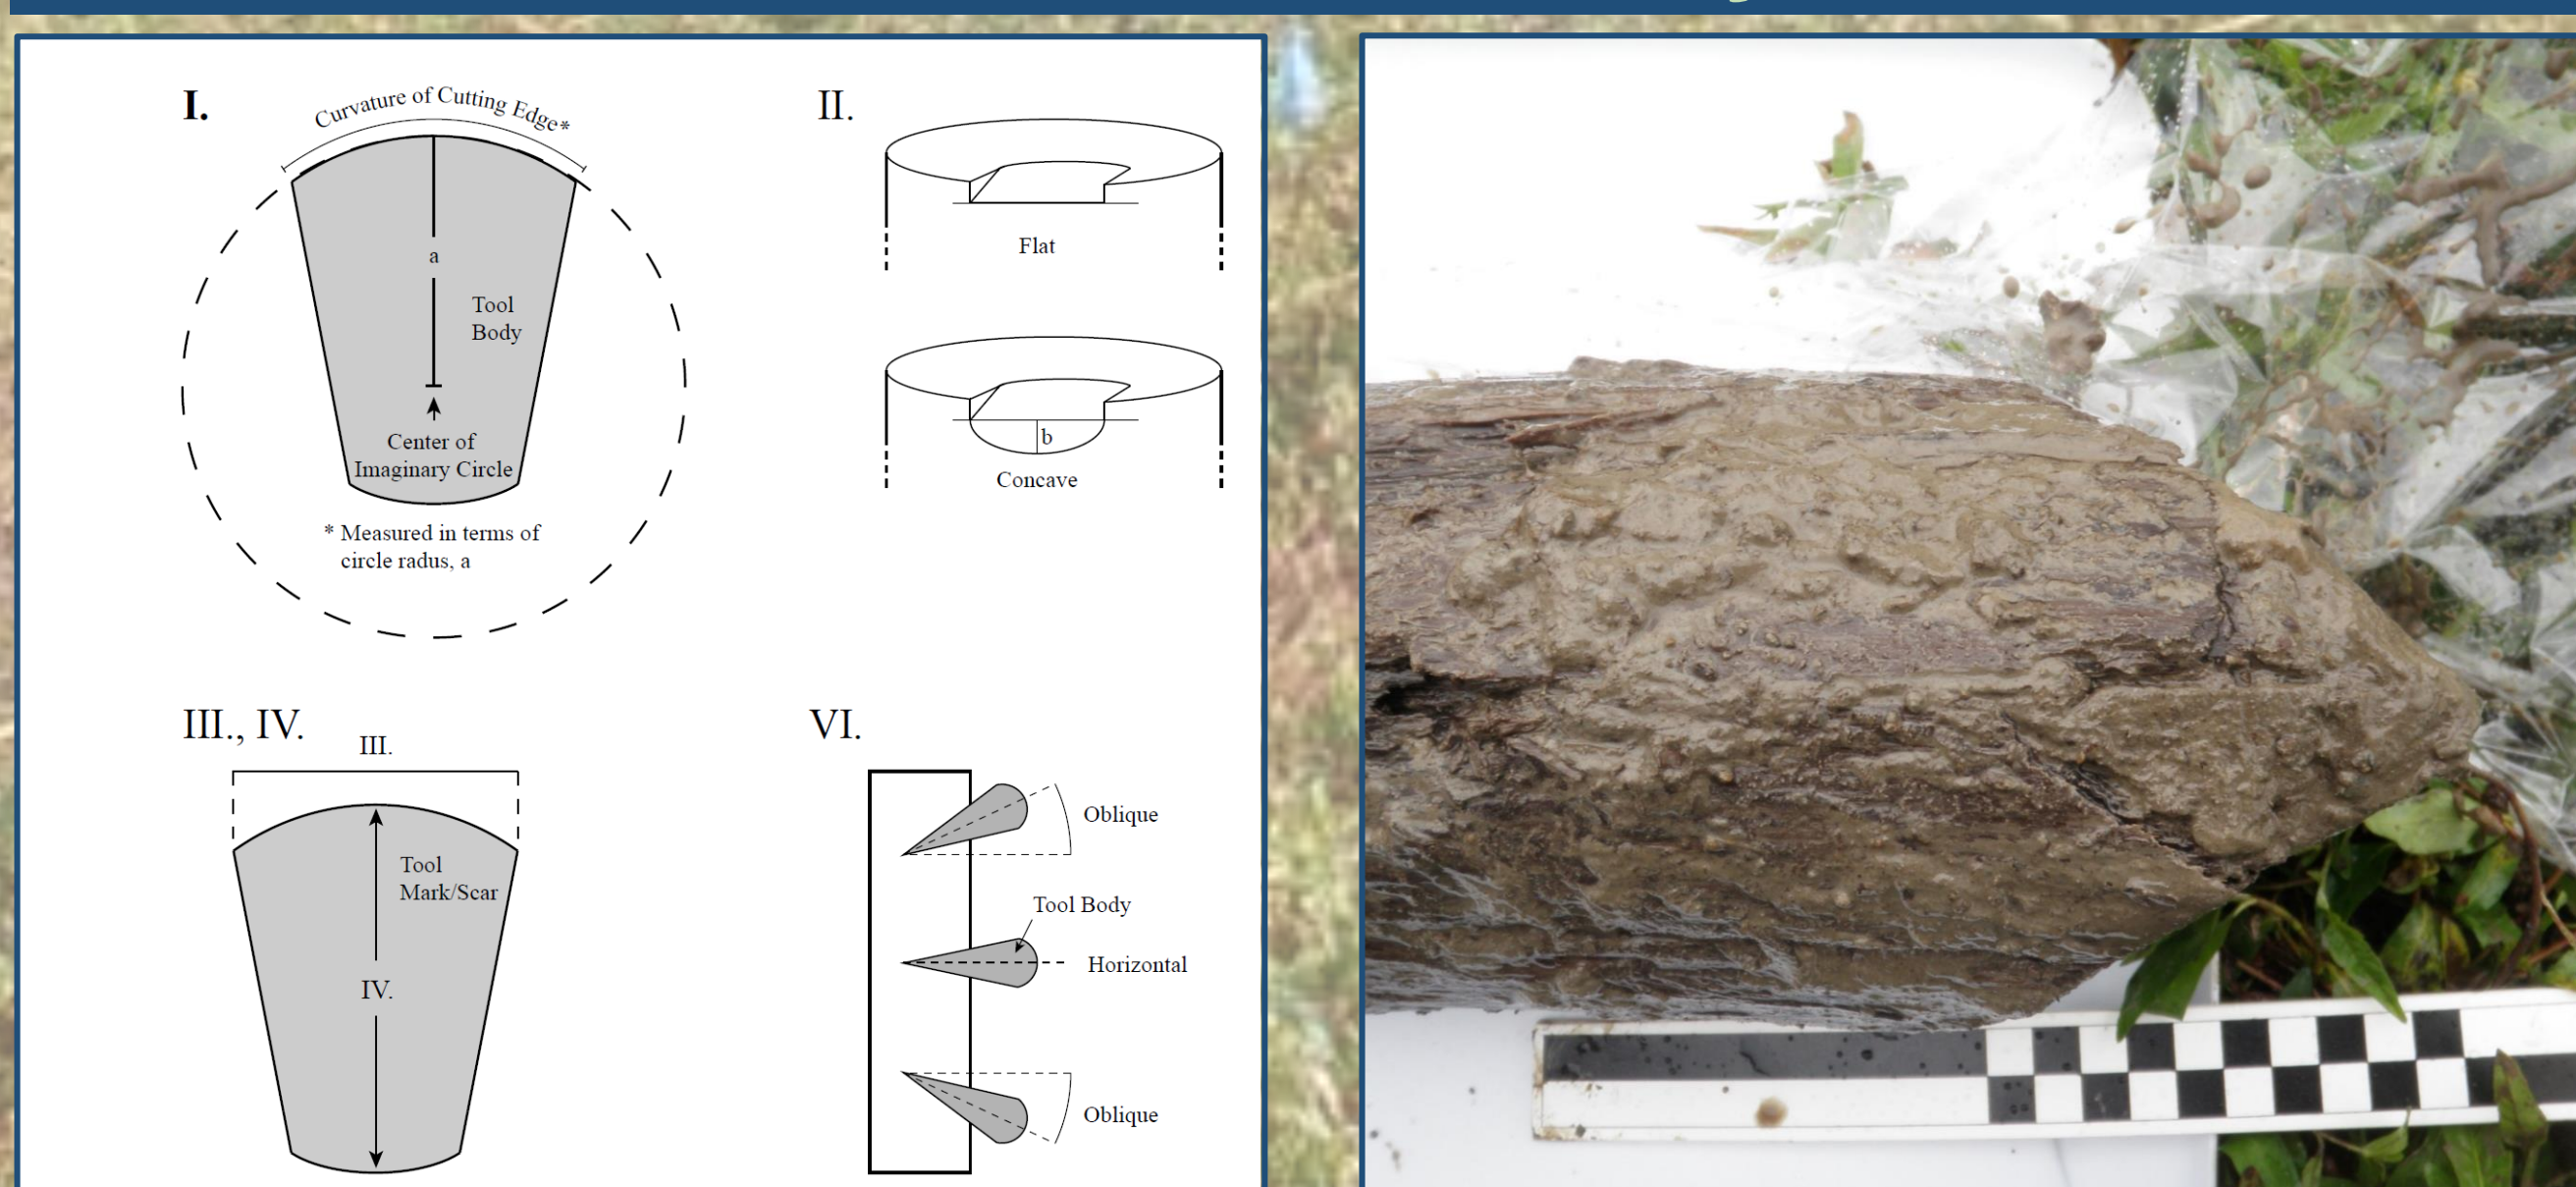 I.
Curvature of Cutting Edge*
a
Tool
Body
Center of
Imaginary Circle
* Measured in terms of
circle radus, a
II.
Flat
b
Concave
III., IV.
III.
Tool
Mark/Scar
IV.
VI.
Oblique
Tool Body
Horizontal
Oblique